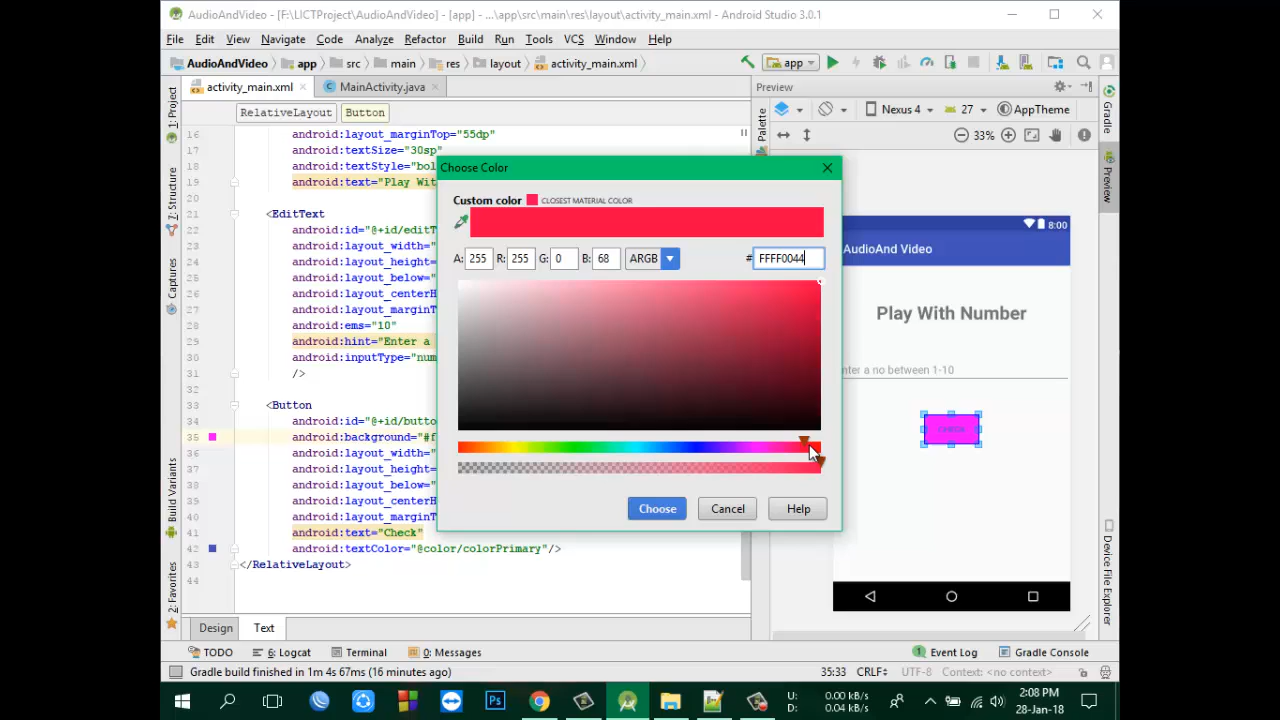 AudioAndVideo - [F:\LICTProject\AudioAndVideo] - [app] - ...\app\src\main\res\layout\activity_main.xml - Android Studio 3.0.1
File Edit View Navigate Code Analyze Refactor Build Run Tools VCS Window Help
AudioAndVideo app src main res layout activity_main.xml app
activity_main.xml MainActivity.java Preview
RelativeLayout Button Nexus 4 27 AppTheme
33%
1: Project
7: Structure
Captures
Build Variants
2: Favorites
Palette
Gradle
Preview
Device File Explorer
16 android:layout_marginTop="55dp"
17 android:textSize="30sp"
18 android:textStyle="bol
19 android:text="Play Wit
20
21 <EditText
22 android:id="@+id/editT
23 android:layout_width="
24 android:layout_height=
25 android:layout_below=
26 android:layout_centerH
27 android:layout_marginT
28 android:ems="10"
29 android:hint="Enter a
30 android:inputType="num
31 />
32
33 <Button
34 android:id="@+id/butto
35 android:background="#f
36 android:layout_width="
37 android:layout_height=
38 android:layout_below=
39 android:layout_centerH
40 android:layout_marginT
41 android:text="Check"
42 android:textColor="@color/colorPrimary"/>
43 </RelativeLayout>
44
Choose Color
Custom color CLOSEST MATERIAL COLOR
A: 255 R: 255 G: 0 B: 68 ARGB # FFFF0044
Choose Cancel Help
8:00
AudioAnd Video
Play With Number
nter a no between 1-10
Design Text
TODO 6: Logcat Terminal 0: Messages 1 Event Log Gradle Console
Gradle build finished in 1m 4s 67ms (16 minutes ago) 35:33 CRLF UTF-8 Context: <no context>
U: 0.00 kB/s
D: 0.04 kB/s
2:08 PM
28-Jan-18